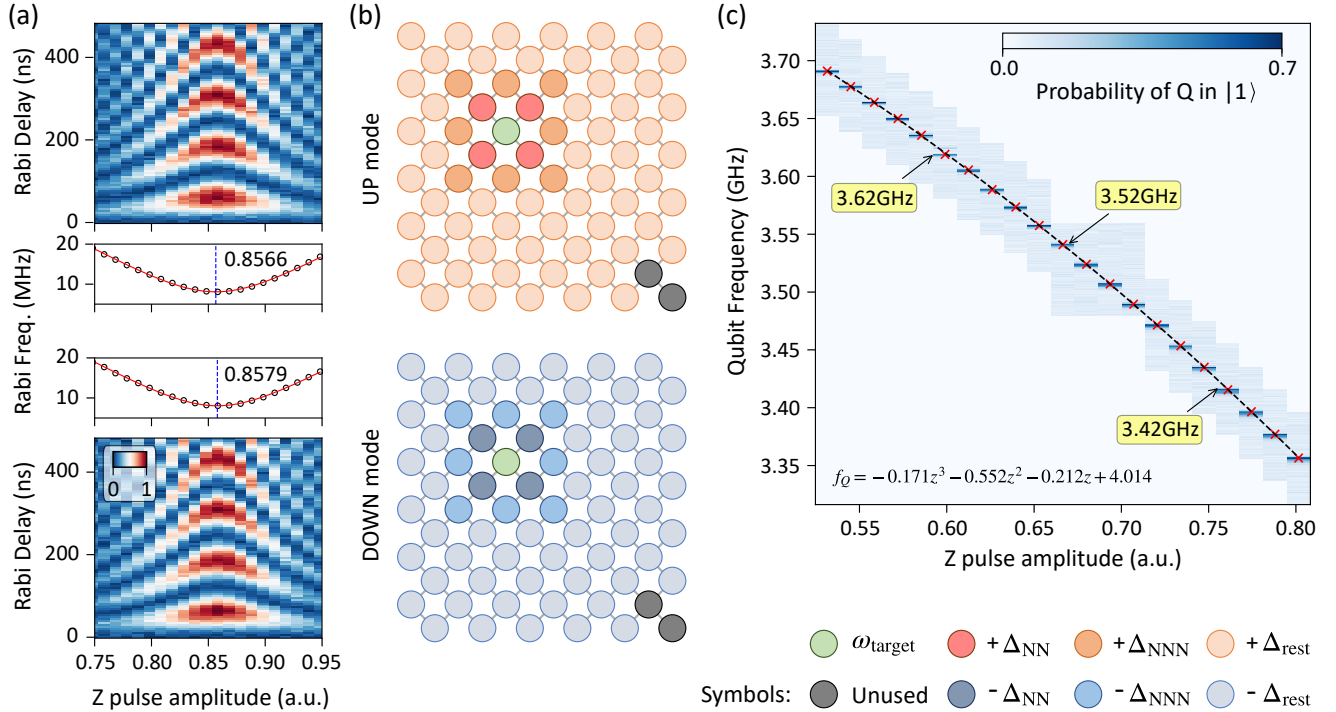 (a)
Rabi Delay (ns)
400
200
0
Rabi Freq. (MHz)
20
10
0.8566
20
10
0.8579
Rabi Delay (ns)
400
200
0
0 1
0.75 0.80 0.85 0.90 0.95
Z pulse amplitude (a.u.)
(b)
UP mode
DOWN mode
(c)
Qubit Frequency (GHz)
3.70
3.65
3.60
3.55
3.50
3.45
3.40
3.35
0.0 0.7
Probability of Q in |1⟩
3.62GHz
3.52GHz
3.42GHz
f_Q = −0.171z³ −0.552z² −0.212z + 4.014
0.55 0.60 0.65 0.70 0.75 0.80
Z pulse amplitude (a.u.)
ω_target + Δ_NN + Δ_NNN + Δ_rest
Symbols: Unused - Δ_NN - Δ_NNN - Δ_rest